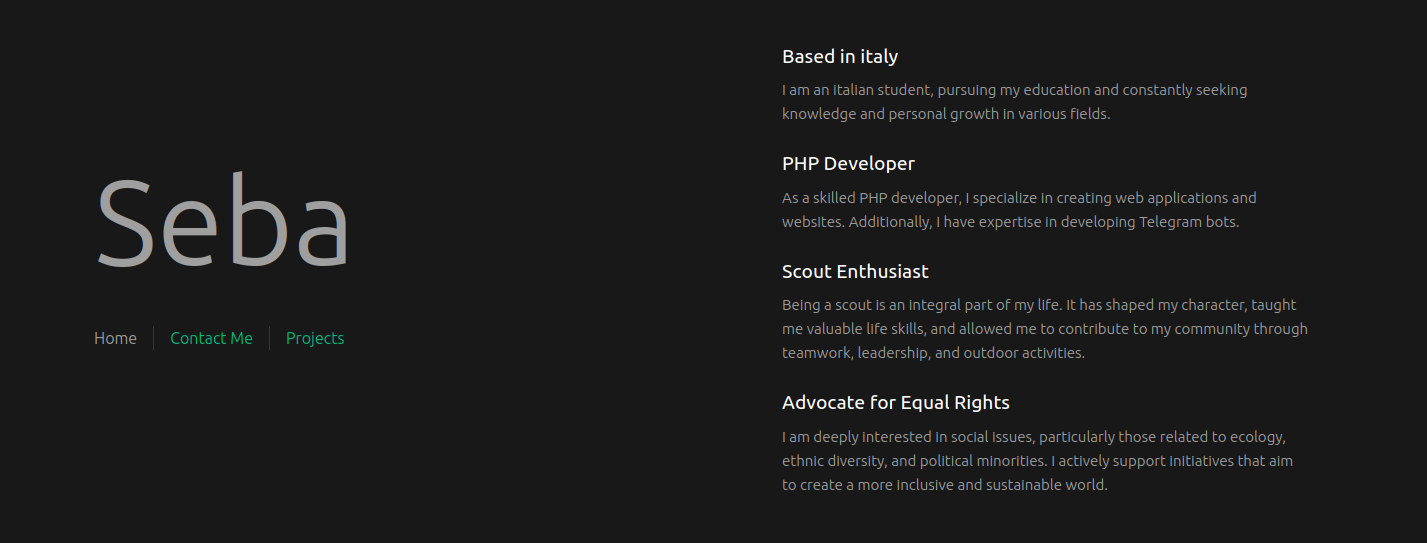 Seba
Home
Contact Me
Projects
Based in italy
I am an italian student, pursuing my education and constantly seeking
knowledge and personal growth in various fields.
PHP Developer
As a skilled PHP developer, I specialize in creating web applications and
websites. Additionally, I have expertise in developing Telegram bots.
Scout Enthusiast
Being a scout is an integral part of my life. It has shaped my character, taught
me valuable life skills, and allowed me to contribute to my community through
teamwork, leadership, and outdoor activities.
Advocate for Equal Rights
I am deeply interested in social issues, particularly those related to ecology,
ethnic diversity, and political minorities. I actively support initiatives that aim
to create a more inclusive and sustainable world.